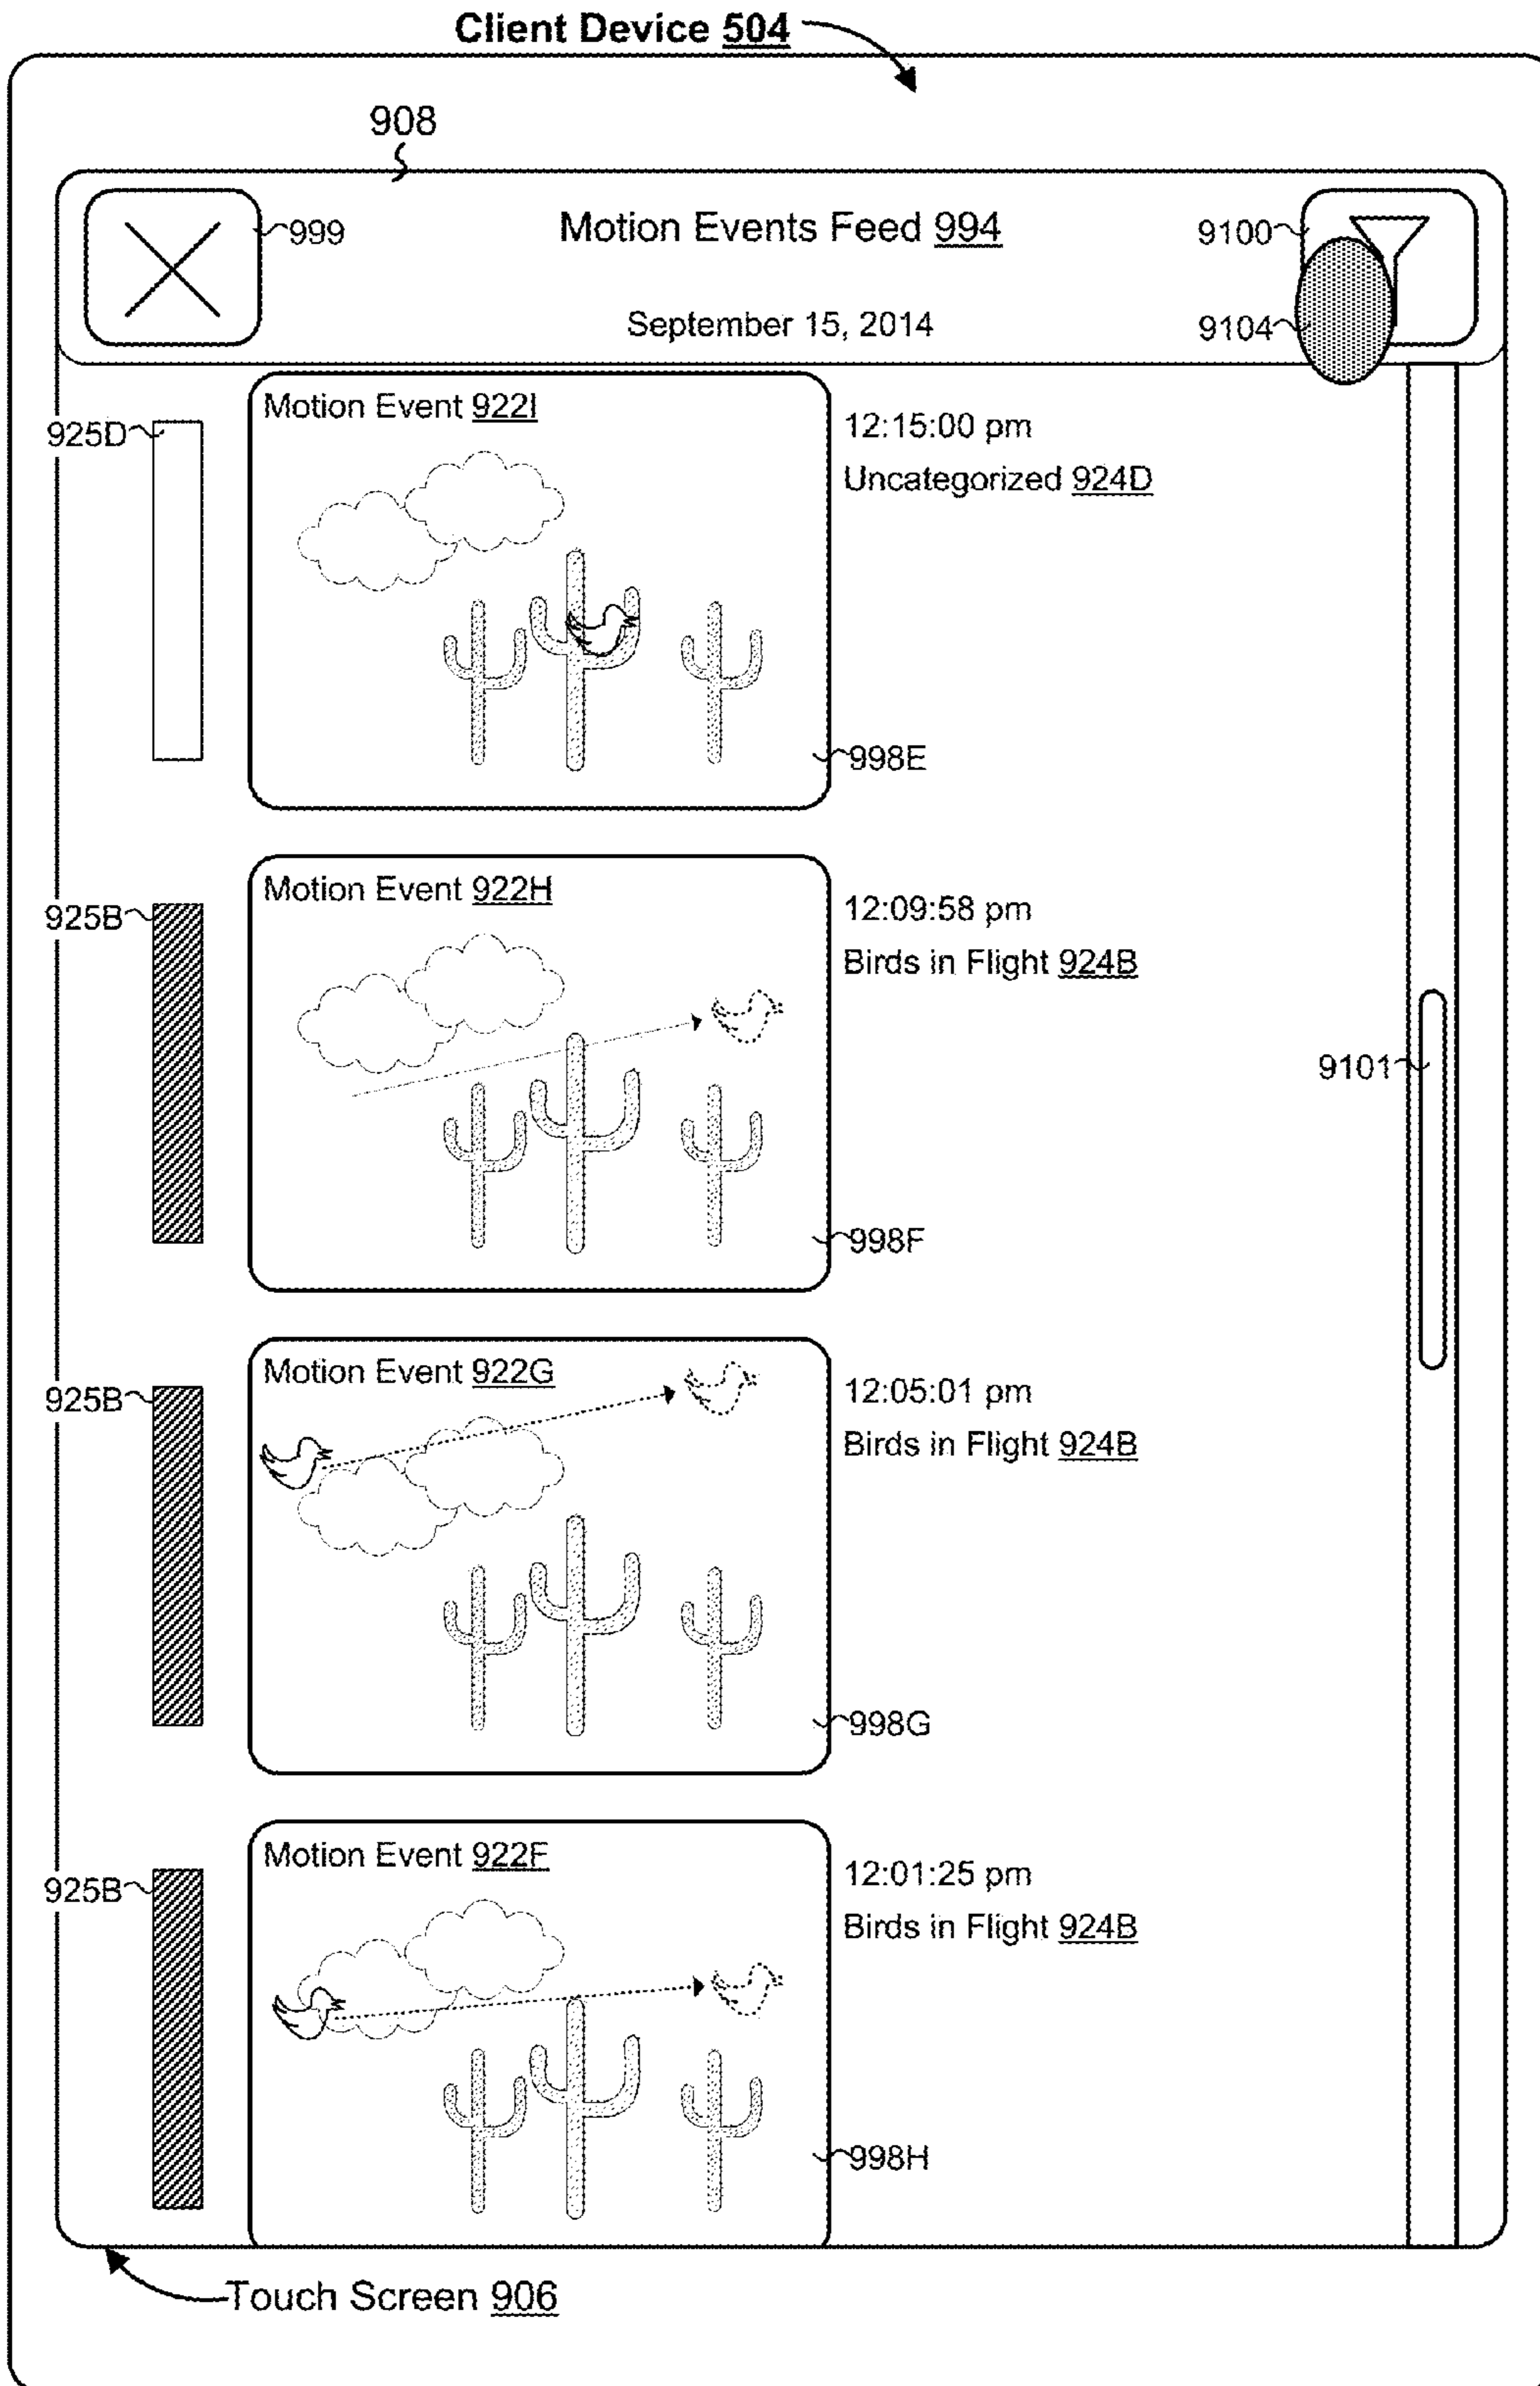 Client Device 504
908
999
Motion Events Feed 994
9100
September 15, 2014
9104
925D
Motion Event 922I
12:15:00 pm
Uncategorized 924D
998E
925B
Motion Event 922H
12:09:58 pm
Birds in Flight 924B
9101
998F
925B
Motion Event 922G
12:05:01 pm
Birds in Flight 924B
998G
925B
Motion Event 922F
12:01:25 pm
Birds in Flight 924B
998H
Touch Screen 906